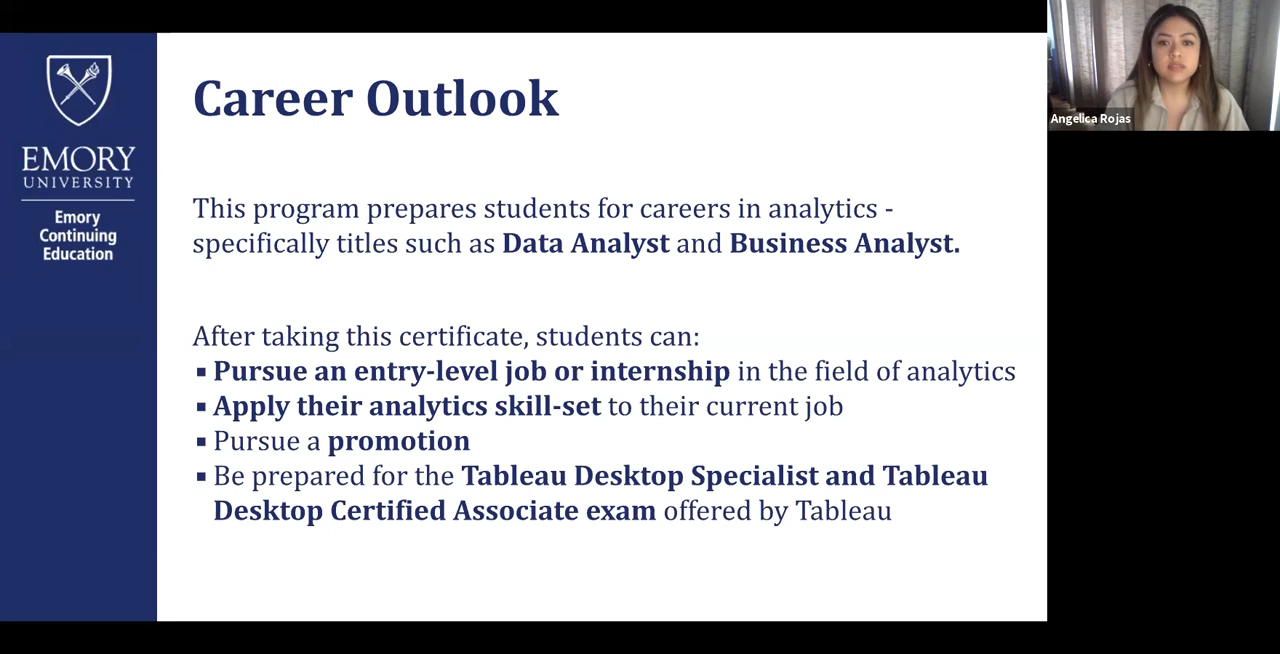 EMORY
UNIVERSITY
Emory
Continuing
Education
Career Outlook
This program prepares students for careers in analytics -
specifically titles such as Data Analyst and Business Analyst.
After taking this certificate, students can:
▪ Pursue an entry-level job or internship in the field of analytics
▪ Apply their analytics skill-set to their current job
▪ Pursue a promotion
▪ Be prepared for the Tableau Desktop Specialist and Tableau
Desktop Certified Associate exam offered by Tableau
Angelica Rojas